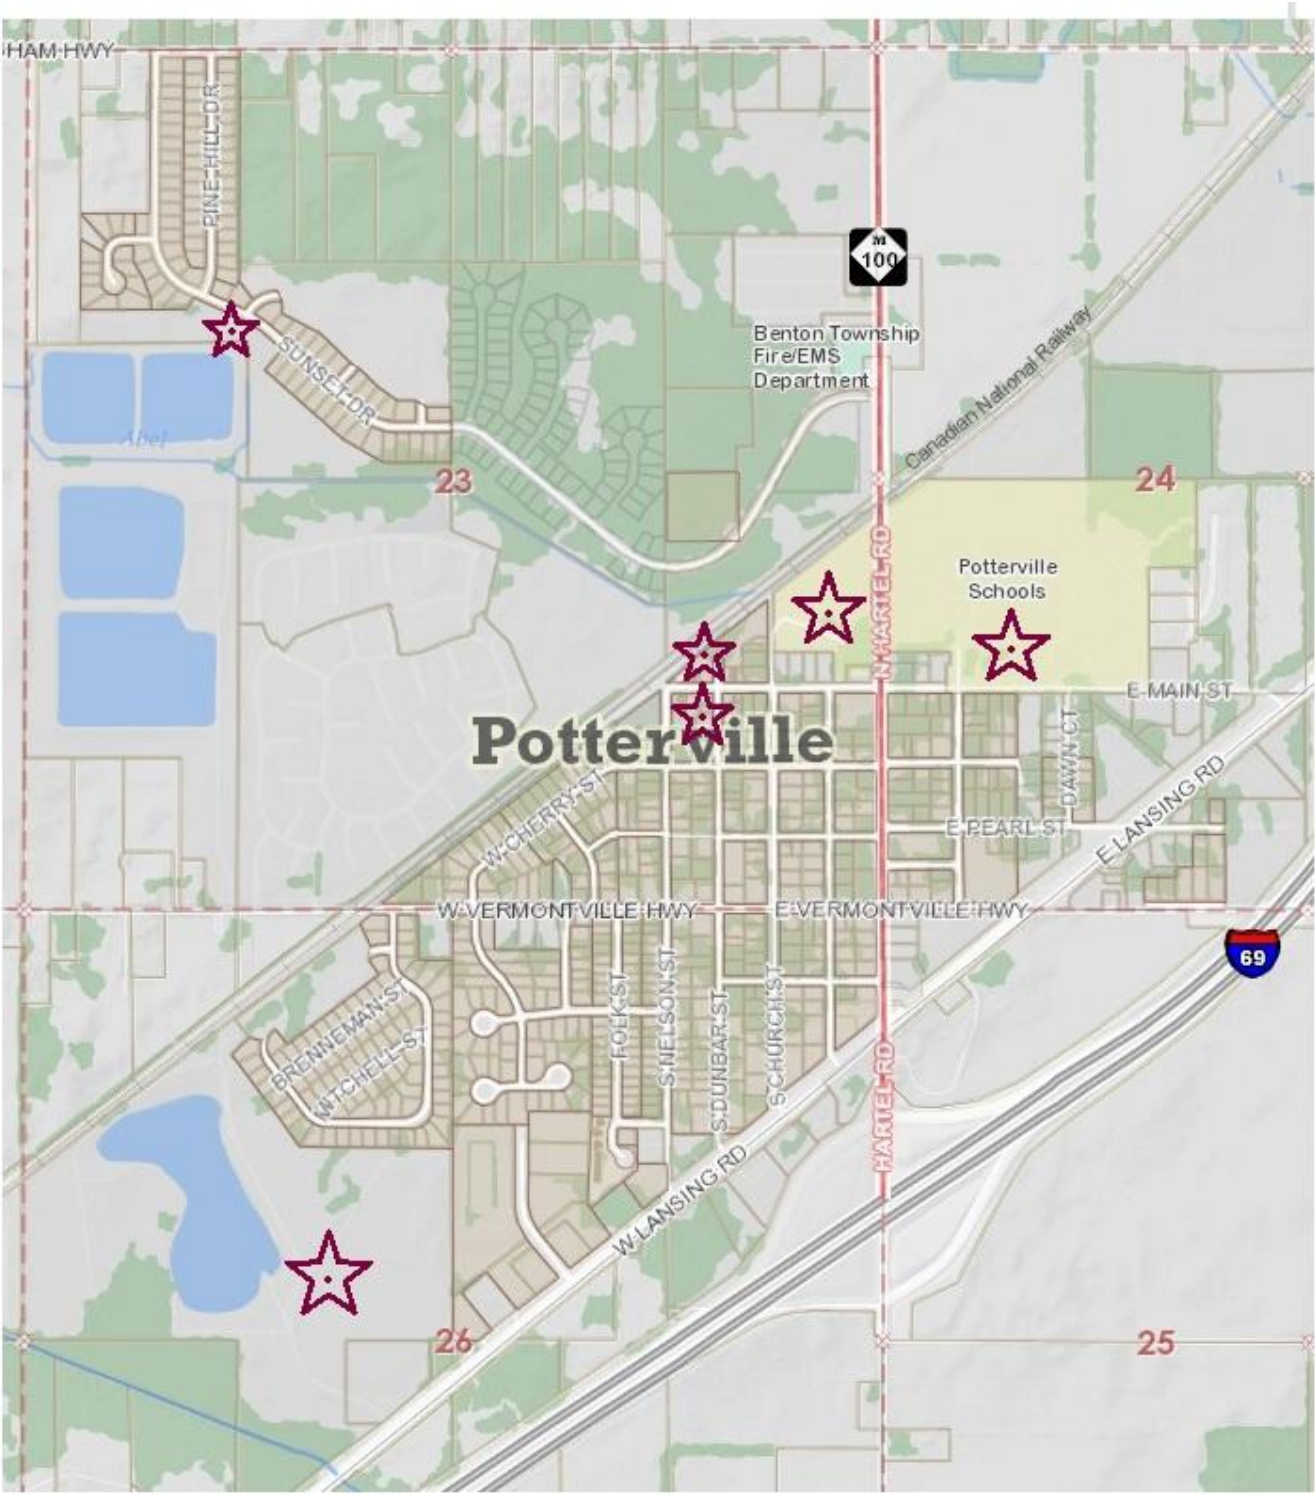 HAM HWY
PINE HILL DR
M
100
Benton Township
Fire/EMS
Department
Canadian National Railway
SUNSET DR
Abel
23
24
N HARTEL RD
Potterville
Schools
E MAIN ST
Potterville
DAWN CT
W CHERRY ST
E PEARL ST
E LANSING RD
W VERMONTVILLE HWY
E VERMONTVILLE HWY
69
BRENNEMAN ST
MITCHELL ST
FOLK ST
S NELSON ST
S DUNBAR ST
S CHURCH ST
HARTEL RD
W LANSING RD
26
25